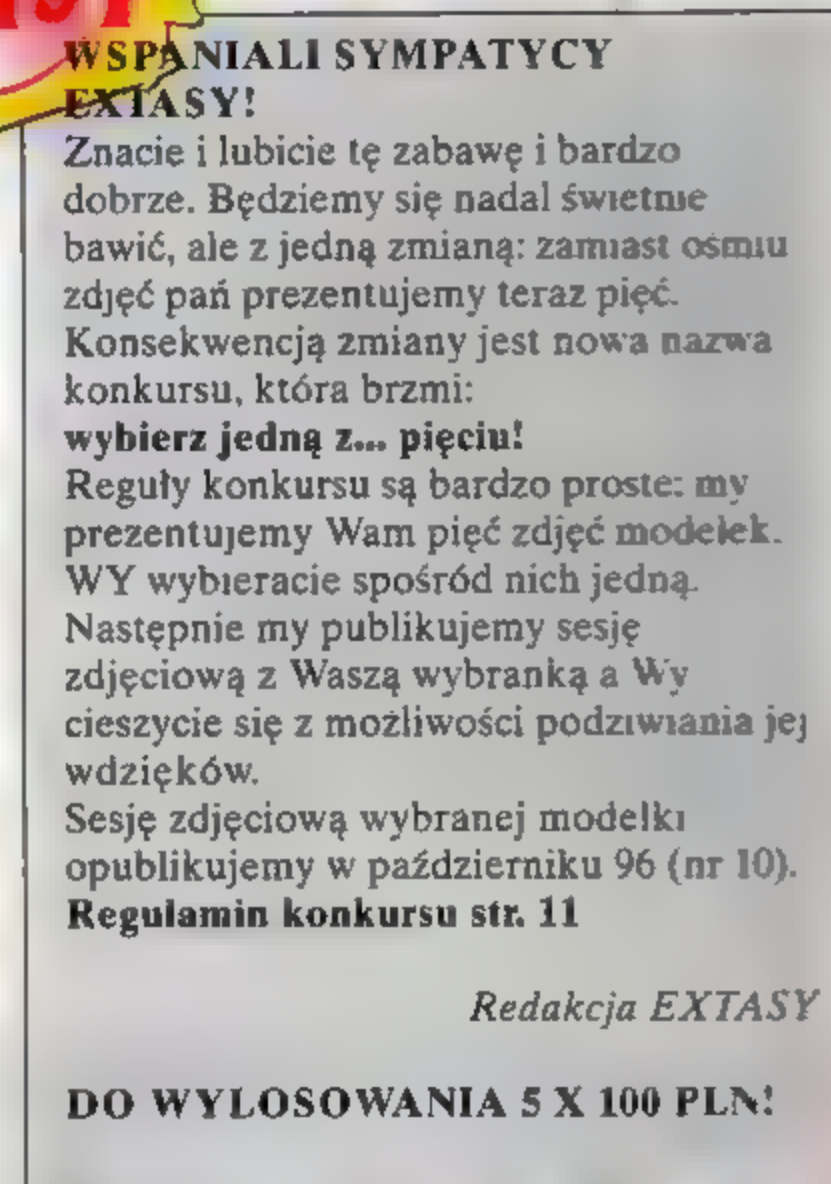 WSPANIALI SYMPATYCY
EXTASY!
Znacie i lubicie tę zabawę i bardzo
dobrze. Będziemy się nadal świetnie
bawić, ale z jedną zmianą: zamiast ośmiu
zdjęć pań prezentujemy teraz pięć.
Konsekwencją zmiany jest nowa nazwa
konkursu, która brzmi:
wybierz jedną z... pięciu!
Reguły konkursu są bardzo proste: my
prezentujemy Wam pięć zdjęć modelek.
WY wybieracie spośród nich jedną.
Następnie my publikujemy sesję
zdjęciową z Waszą wybranką a Wy
cieszycie się z możliwości podziwiania jej
wdzięków.
Sesję zdjęciową wybranej modelki
opublikujemy w październiku 96 (nr 10).
Regulamin konkursu str. 11
Redakcja EXTASY
DO WYLOSOWANIA 5 X 100 PLN!